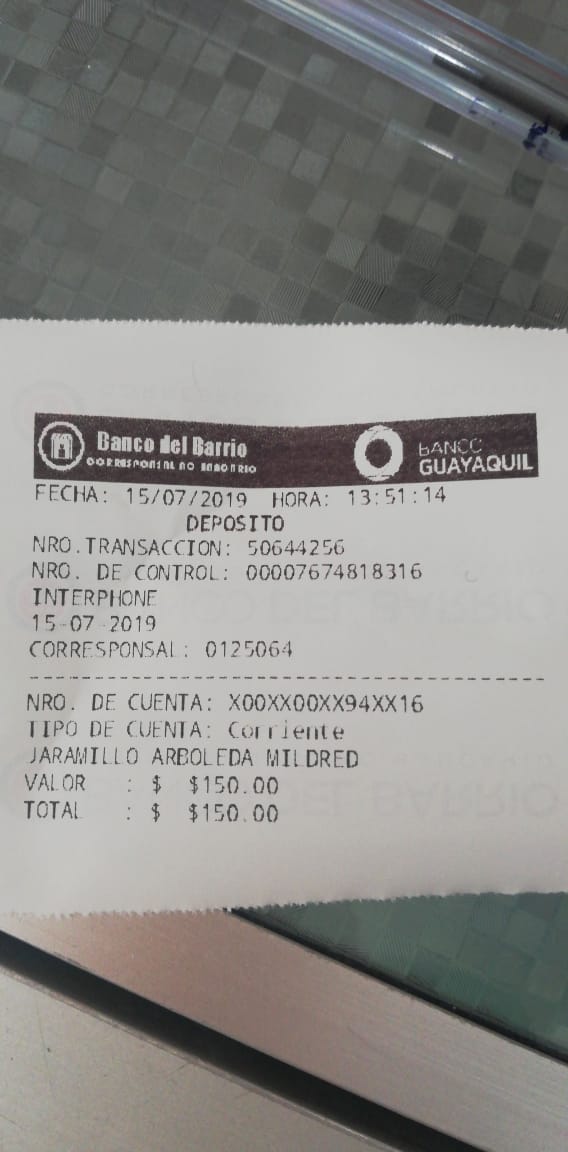 Banco del Barrio
CORRESPONSAL NO BANCARIO
BANCO
GUAYAQUIL
FECHA: 15/07/2019 HORA: 13:51:14
DEPOSITO
NRO.TRANSACCION: 50644256
NRO. DE CONTROL: 00007674818316
INTERPHONE
15-07-2019
CORRESPONSAL: 0125064
NRO. DE CUENTA: X00XX00XX94XX16
TIPO DE CUENTA: Corriente
JARAMILLO ARBOLEDA MILDRED
VALOR : $ $150.00
TOTAL : $ $150.00